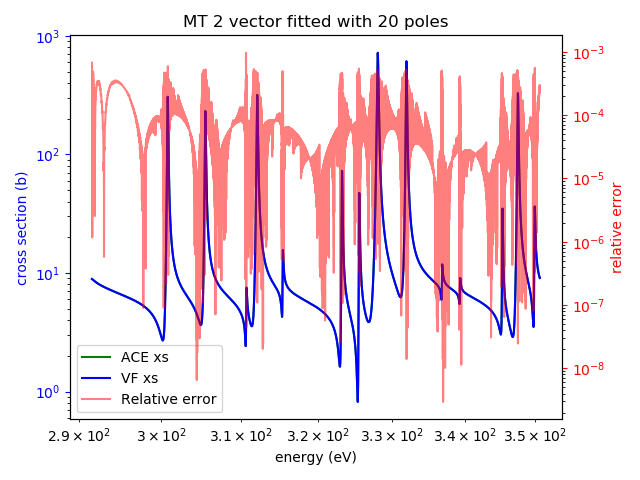 MT 2 vector fitted with 20 poles
10³
10²
10¹
10⁰
cross section (b)
10⁻³
10⁻⁴
10⁻⁵
10⁻⁶
10⁻⁷
10⁻⁸
relative error
ACE xs
VF xs
Relative error
2.9 × 10² 3 × 10² 3.1 × 10² 3.2 × 10² 3.3 × 10² 3.4 × 10² 3.5 × 10²
energy (eV)